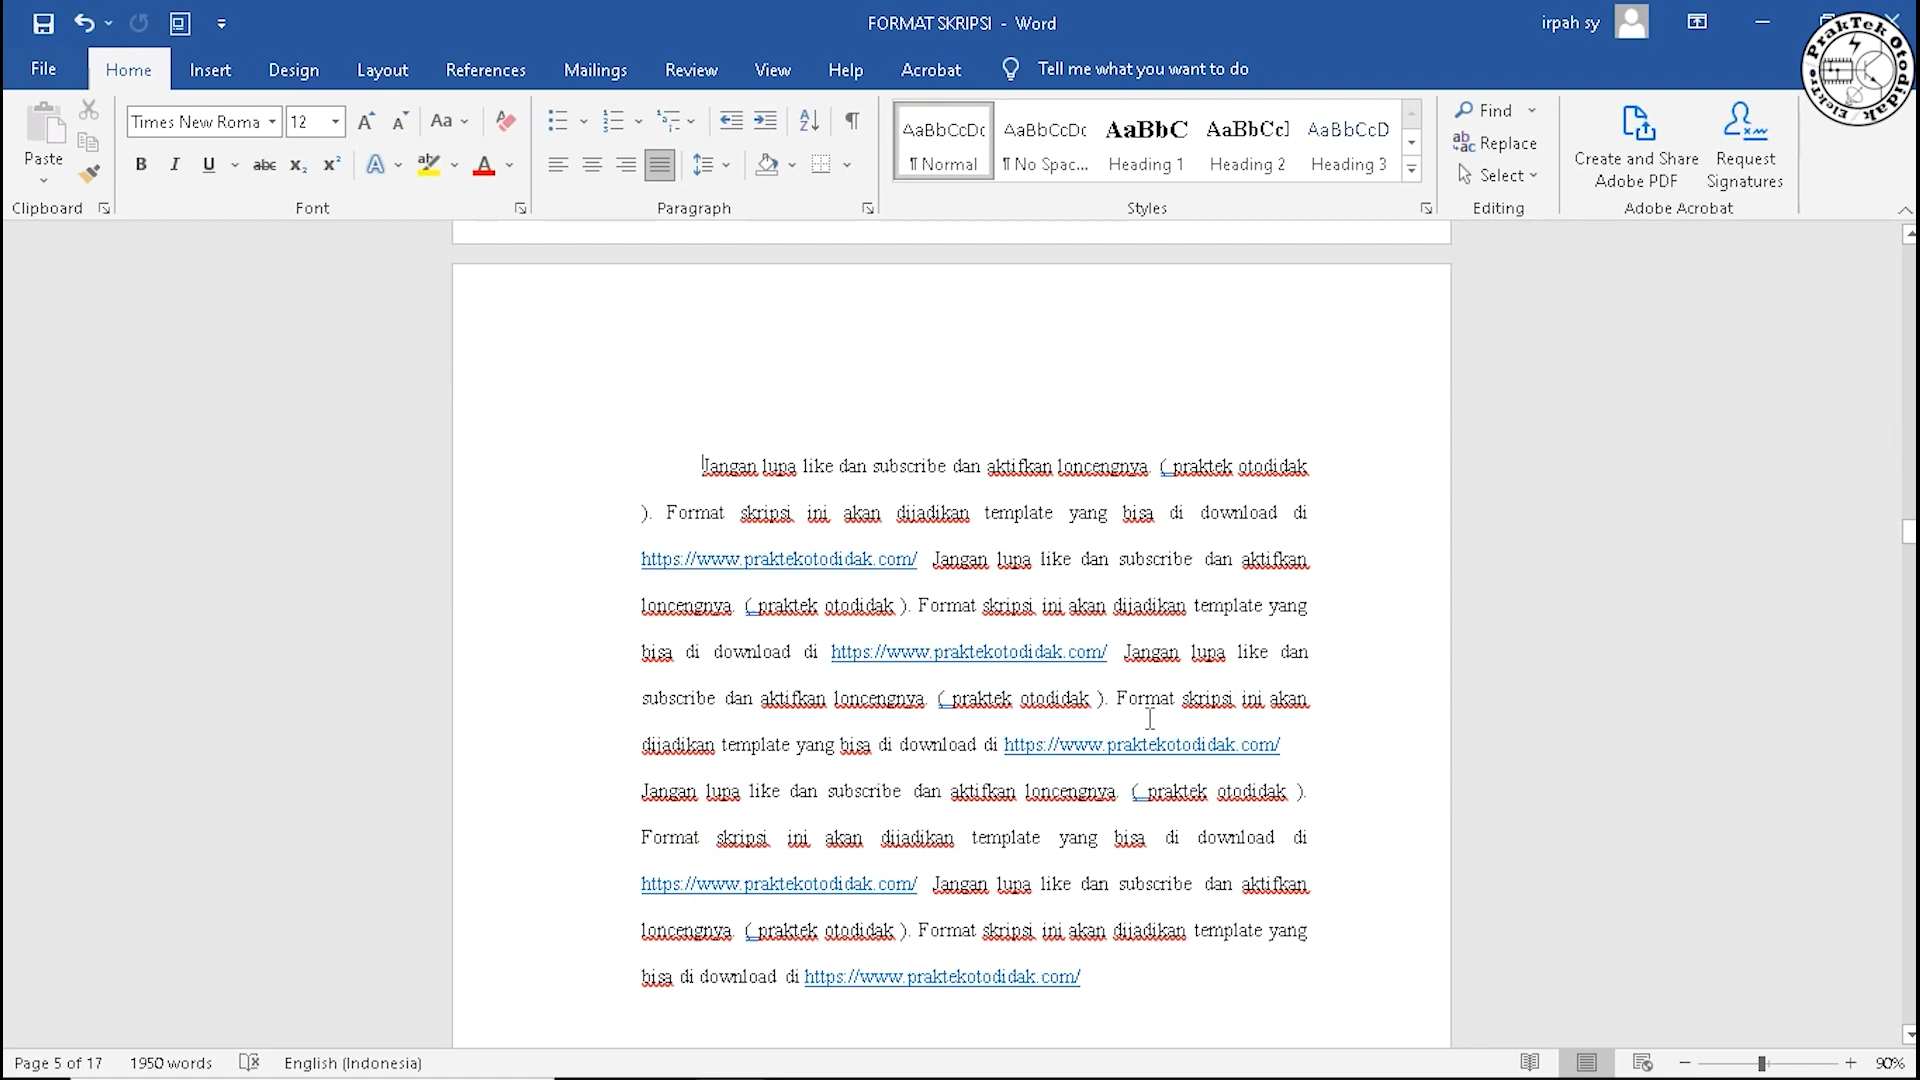 FORMAT SKRIPSI - Word
irpah sy
PrakTek Otodidak
ElekTro
File Home Insert Design Layout References Mailings Review View Help Acrobat Tell me what you want to do
Times New Roma 12 Aa
Paste
B I U abc x₂ x² A A
AaBbCcDc AaBbCcDc AaBbC AaBbCc] AaBbCcD
¶ Normal ¶ No Spac... Heading 1 Heading 2 Heading 3
Find
Replace
Select
Create and Share
Adobe PDF
Request
Signatures
Clipboard Font Paragraph Styles Editing Adobe Acrobat
Jangan lupa like dan subscribe dan aktifkan loncengnya. ( praktek otodidak
). Format skripsi ini akan dijadikan template yang bisa di download di
https://www.praktekotodidak.com/ Jangan lupa like dan subscribe dan aktifkan
loncengnya. ( praktek otodidak ). Format skripsi ini akan dijadikan template yang
bisa di download di https://www.praktekotodidak.com/ Jangan lupa like dan
subscribe dan aktifkan loncengnya. ( praktek otodidak ). Format skripsi ini akan
dijadikan template yang bisa di download di https://www.praktekotodidak.com/
Jangan lupa like dan subscribe dan aktifkan loncengnya. ( praktek otodidak ).
Format skripsi ini akan dijadikan template yang bisa di download di
https://www.praktekotodidak.com/ Jangan lupa like dan subscribe dan aktifkan
loncengnya. ( praktek otodidak ). Format skripsi ini akan dijadikan template yang
bisa di download di https://www.praktekotodidak.com/
Page 5 of 17 1950 words English (Indonesia) 90%